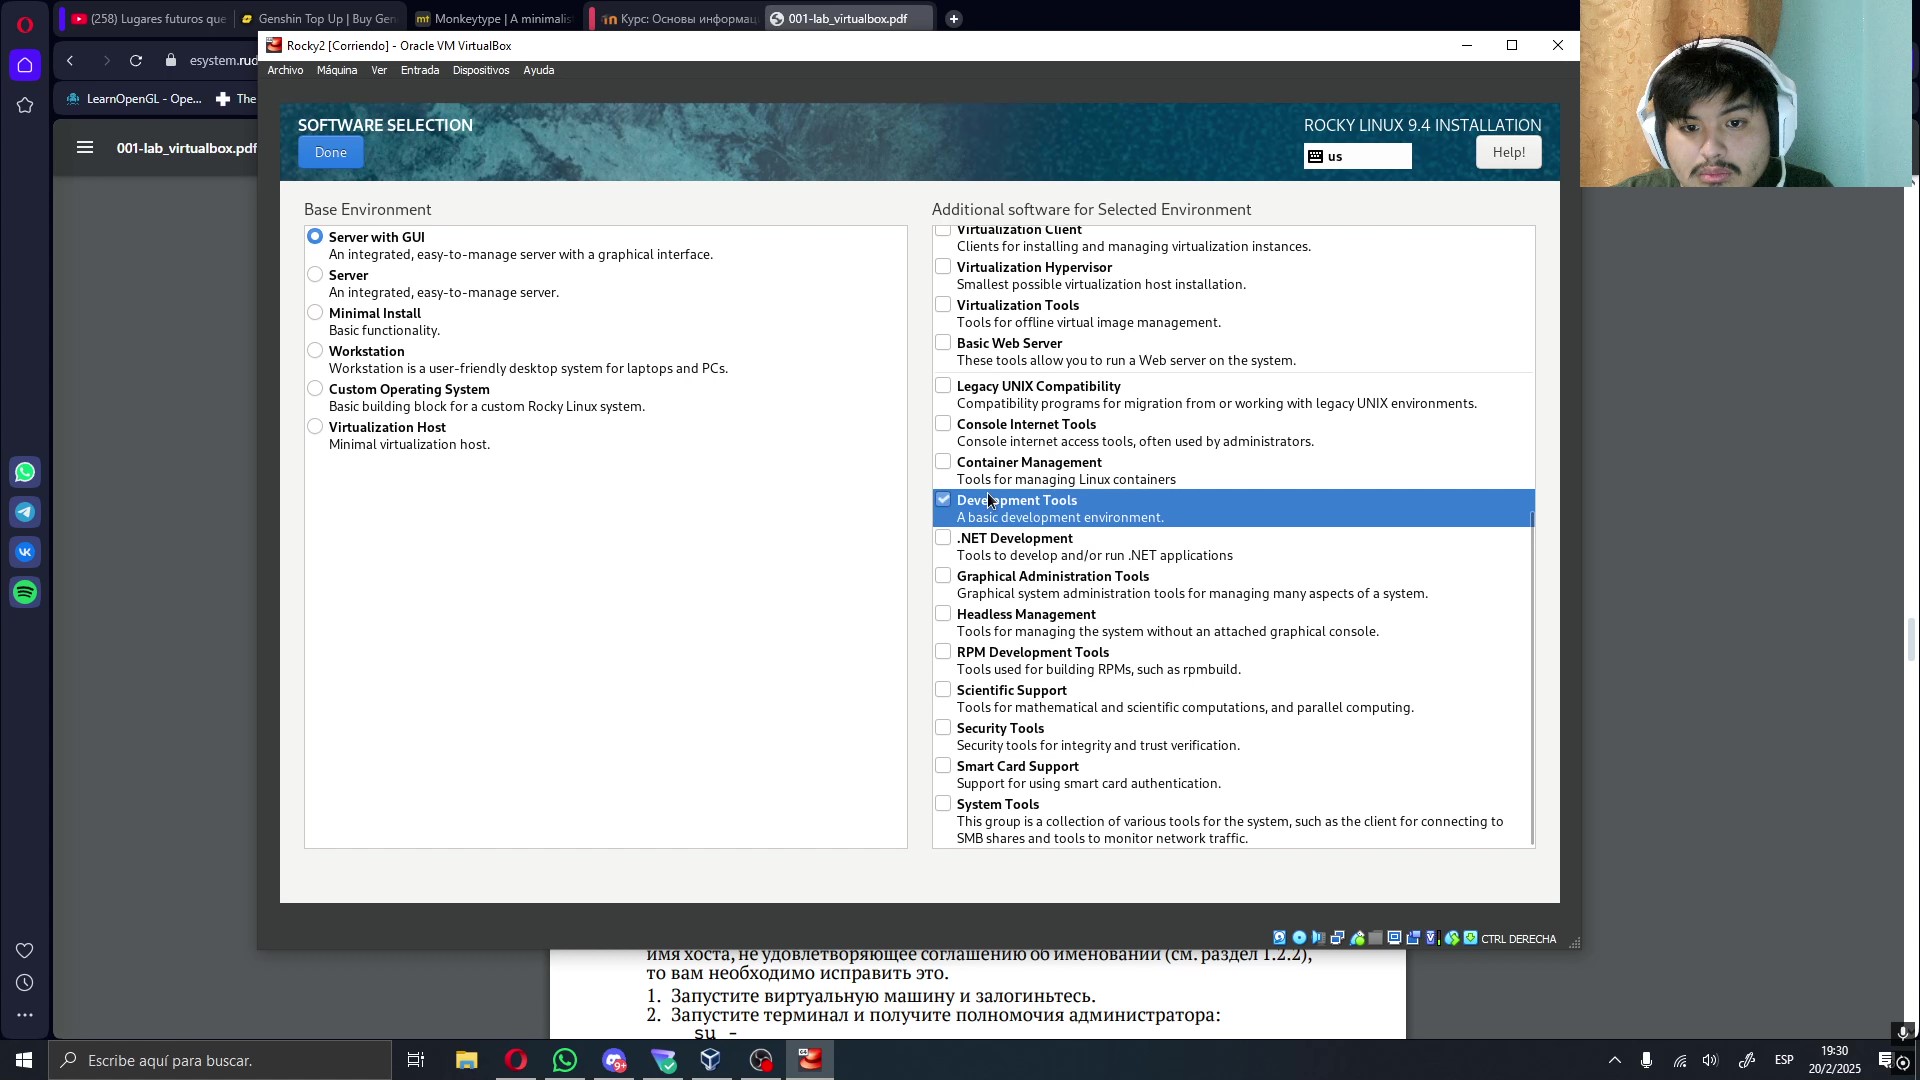 (258) Lugares futuros que
Genshin Top Up | Buy Gen
Monkeytype | A minimalis
Курс: Основы информац
001-lab_virtualbox.pdf
esystem.rud
LearnOpenGL - Ope...
The
001-lab_virtualbox.pdf
Rocky2 [Corriendo] - Oracle VM VirtualBox
Archivo Máquina Ver Entrada Dispositivos Ayuda
SOFTWARE SELECTION
Done
ROCKY LINUX 9.4 INSTALLATION
us
Help!
Base Environment
Server with GUI
An integrated, easy-to-manage server with a graphical interface.
Server
An integrated, easy-to-manage server.
Minimal Install
Basic functionality.
Workstation
Workstation is a user-friendly desktop system for laptops and PCs.
Custom Operating System
Basic building block for a custom Rocky Linux system.
Virtualization Host
Minimal virtualization host.
Additional software for Selected Environment
Virtualization Client
Clients for installing and managing virtualization instances.
Virtualization Hypervisor
Smallest possible virtualization host installation.
Virtualization Tools
Tools for offline virtual image management.
Basic Web Server
These tools allow you to run a Web server on the system.
Legacy UNIX Compatibility
Compatibility programs for migration from or working with legacy UNIX environments.
Console Internet Tools
Console internet access tools, often used by administrators.
Container Management
Tools for managing Linux containers
Development Tools
A basic development environment.
.NET Development
Tools to develop and/or run .NET applications
Graphical Administration Tools
Graphical system administration tools for managing many aspects of a system.
Headless Management
Tools for managing the system without an attached graphical console.
RPM Development Tools
Tools used for building RPMs, such as rpmbuild.
Scientific Support
Tools for mathematical and scientific computations, and parallel computing.
Security Tools
Security tools for integrity and trust verification.
Smart Card Support
Support for using smart card authentication.
System Tools
This group is a collection of various tools for the system, such as the client for connecting to
SMB shares and tools to monitor network traffic.
CTRL DERECHA
имя хоста, не удовлетворяющее соглашению об именовании (см. раздел 1.2.2),
то вам необходимо исправить это.
1. Запустите виртуальную машину и залогиньтесь.
2. Запустите терминал и получите полномочия администратора:
su -
Escribe aquí para buscar.
9+
64
ESP
19:30
20/2/2025